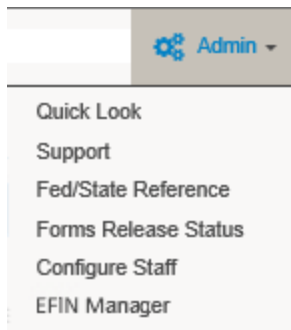 Admin
Quick Look
Support
Fed/State Reference
Forms Release Status
Configure Staff
EFIN Manager